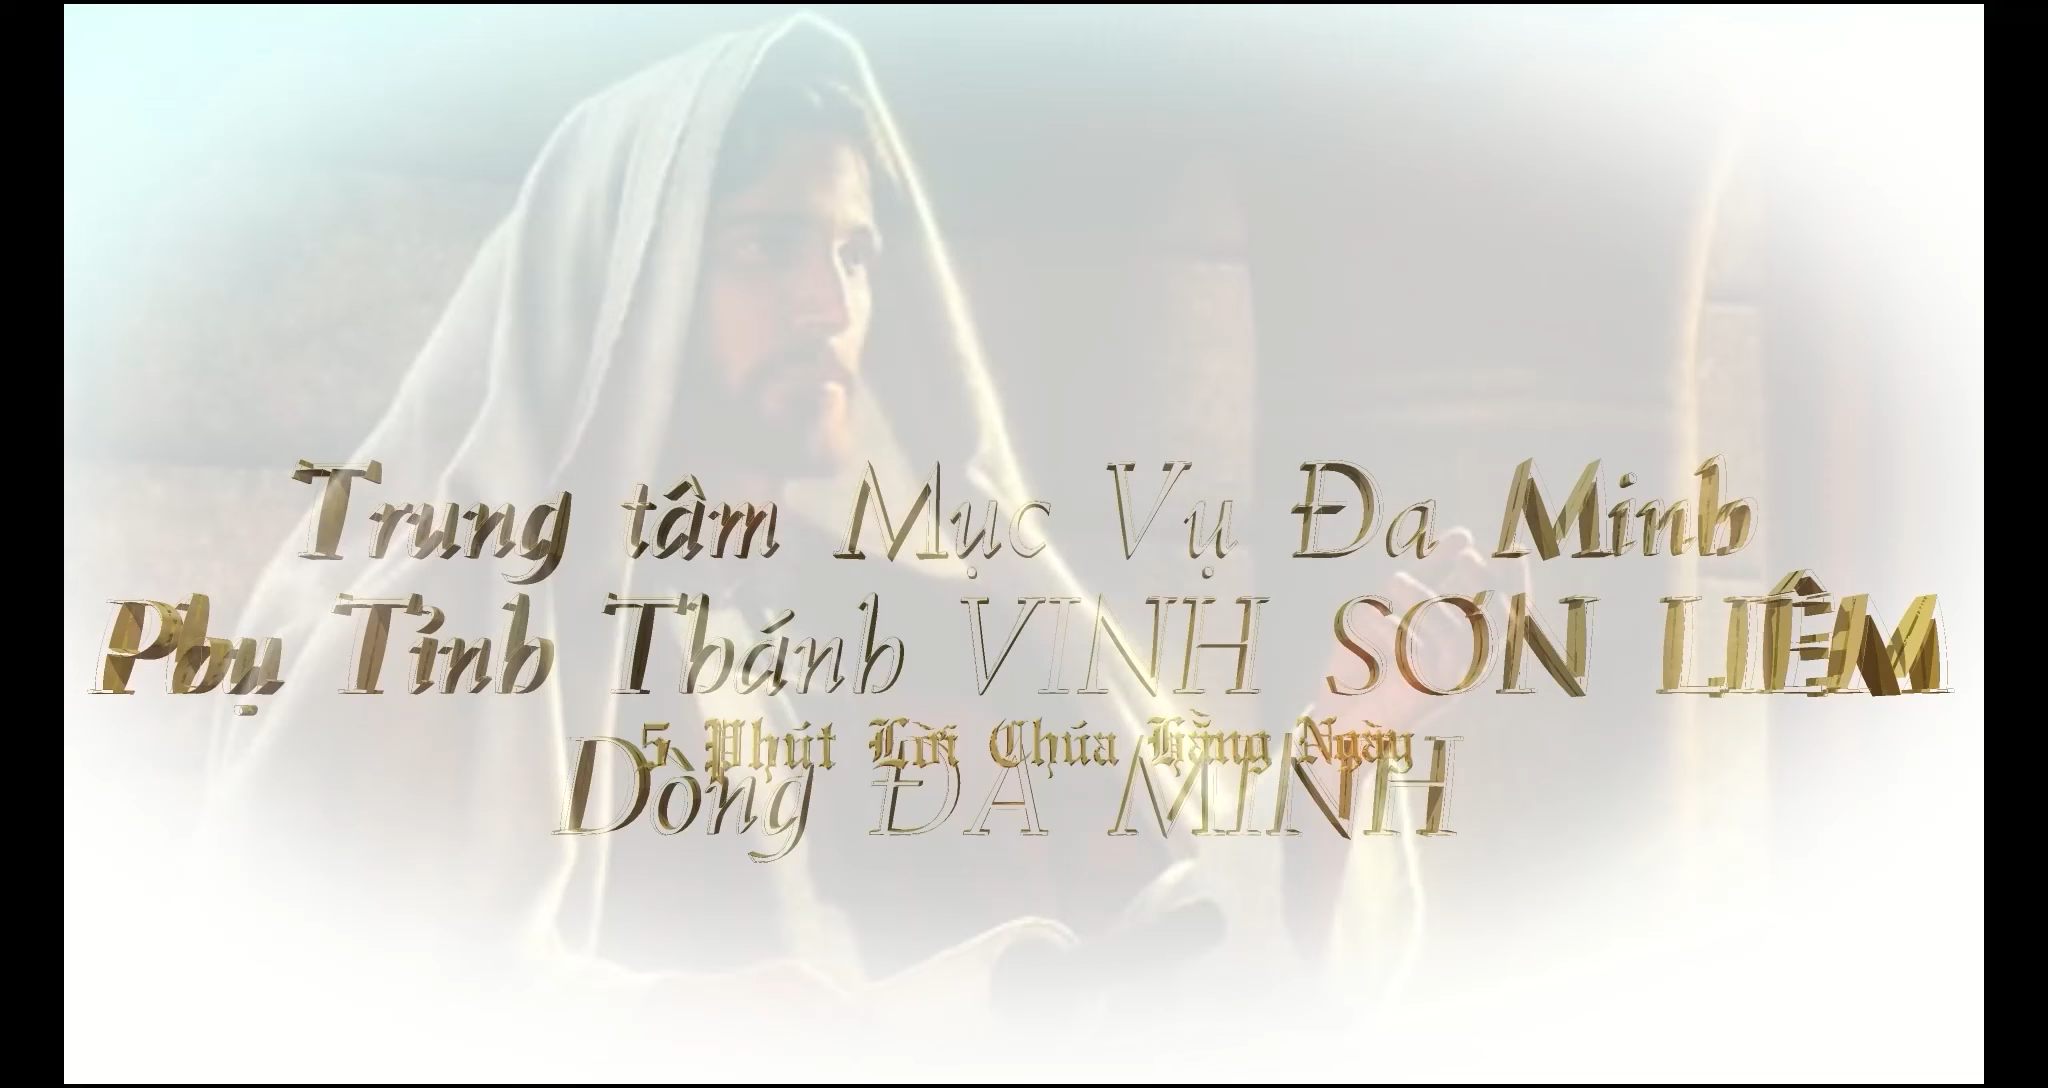 Trung tâm Mục Vụ Đa Minh
Phụ Tỉnh Thánh VINH SƠN LIÊM
5 Phút Lời Chúa Hằng Ngày
Dòng ĐA MINH